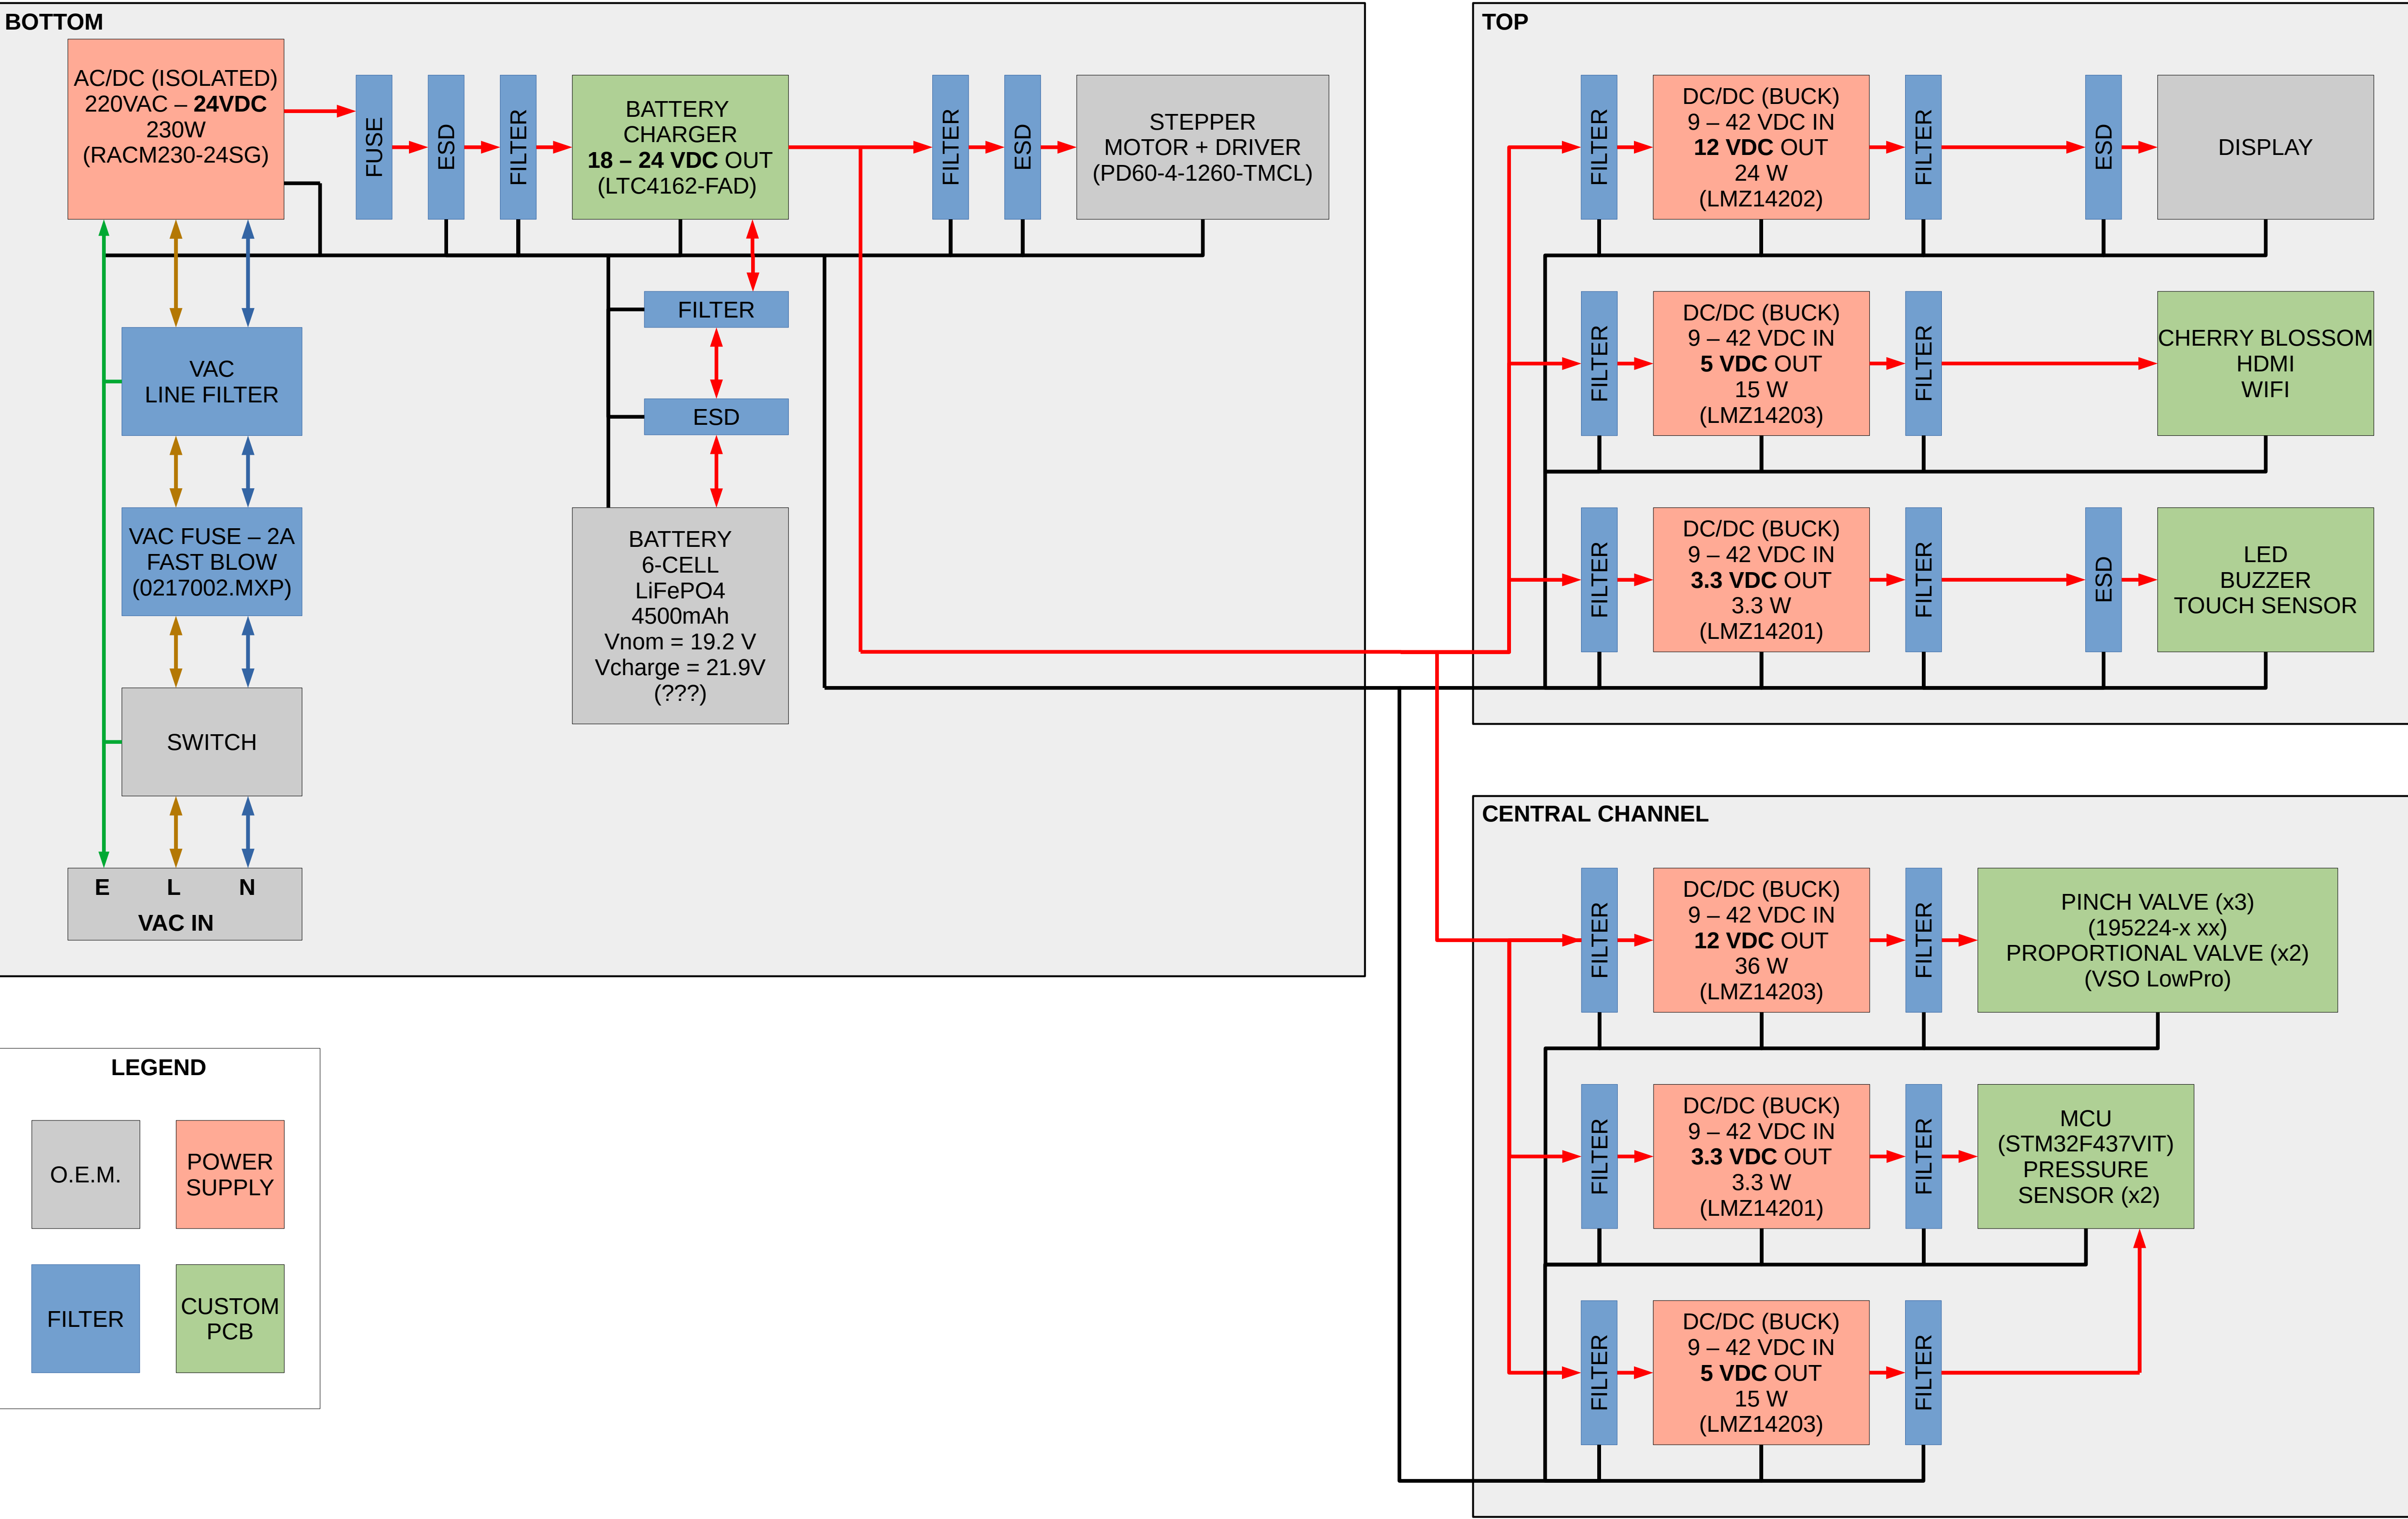 BOTTOM
AC/DC (ISOLATED)
220VAC – 24VDC
230W
(RACM230-24SG)
FUSE
ESD
FILTER
BATTERY
CHARGER
18 – 24 VDC OUT
(LTC4162-FAD)
FILTER
ESD
STEPPER
MOTOR + DRIVER
(PD60-4-1260-TMCL)
FILTER
ESD
BATTERY
6-CELL
LiFePO4
4500mAh
Vnom = 19.2 V
Vcharge = 21.9V
(???)
VAC
LINE FILTER
VAC FUSE – 2A
FAST BLOW
(0217002.MXP)
SWITCH
E L N
VAC IN
TOP
FILTER
DC/DC (BUCK)
9 – 42 VDC IN
12 VDC OUT
24 W
(LMZ14202)
FILTER
ESD
DISPLAY
FILTER
DC/DC (BUCK)
9 – 42 VDC IN
5 VDC OUT
15 W
(LMZ14203)
FILTER
CHERRY BLOSSOM
HDMI
WIFI
FILTER
DC/DC (BUCK)
9 – 42 VDC IN
3.3 VDC OUT
3.3 W
(LMZ14201)
FILTER
ESD
LED
BUZZER
TOUCH SENSOR
CENTRAL CHANNEL
FILTER
DC/DC (BUCK)
9 – 42 VDC IN
12 VDC OUT
36 W
(LMZ14203)
FILTER
PINCH VALVE (x3)
(195224-x xx)
PROPORTIONAL VALVE (x2)
(VSO LowPro)
FILTER
DC/DC (BUCK)
9 – 42 VDC IN
3.3 VDC OUT
3.3 W
(LMZ14201)
FILTER
MCU
(STM32F437VIT)
PRESSURE
SENSOR (x2)
FILTER
DC/DC (BUCK)
9 – 42 VDC IN
5 VDC OUT
15 W
(LMZ14203)
FILTER
LEGEND
O.E.M.
POWER
SUPPLY
FILTER
CUSTOM
PCB